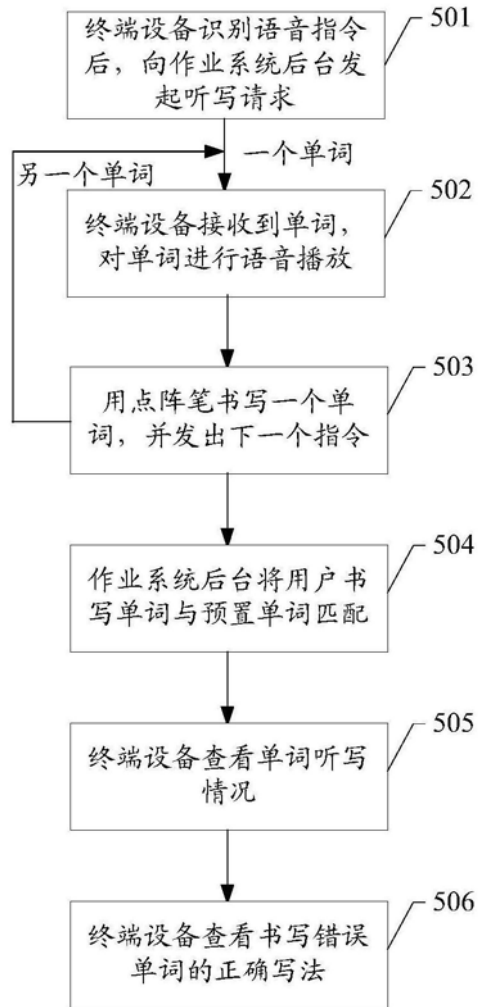 终端设备识别语音指令
后，向作业系统后台发
起听写请求
501
一个单词
另一个单词
终端设备接收到单词，
对单词进行语音播放
502
用点阵笔书写一个单
词，并发出下一个指令
503
作业系统后台将用户书
写单词与预置单词匹配
504
终端设备查看单词听写
情况
505
终端设备查看书写错误
单词的正确写法
506